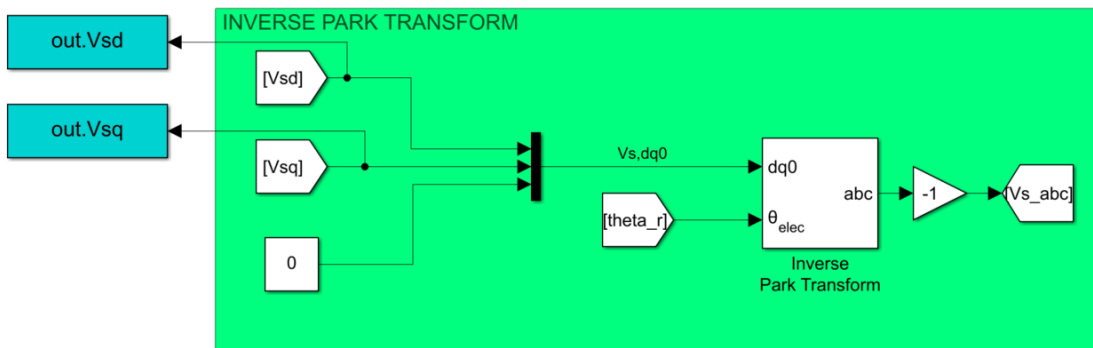 INVERSE PARK TRANSFORM
out.Vsd
[Vsd]
out.Vsq
[Vsq]
Vs,dq0
dq0
abc
-1
[Vs_abc]
[theta_r]
θelec
0
Inverse
Park Transform